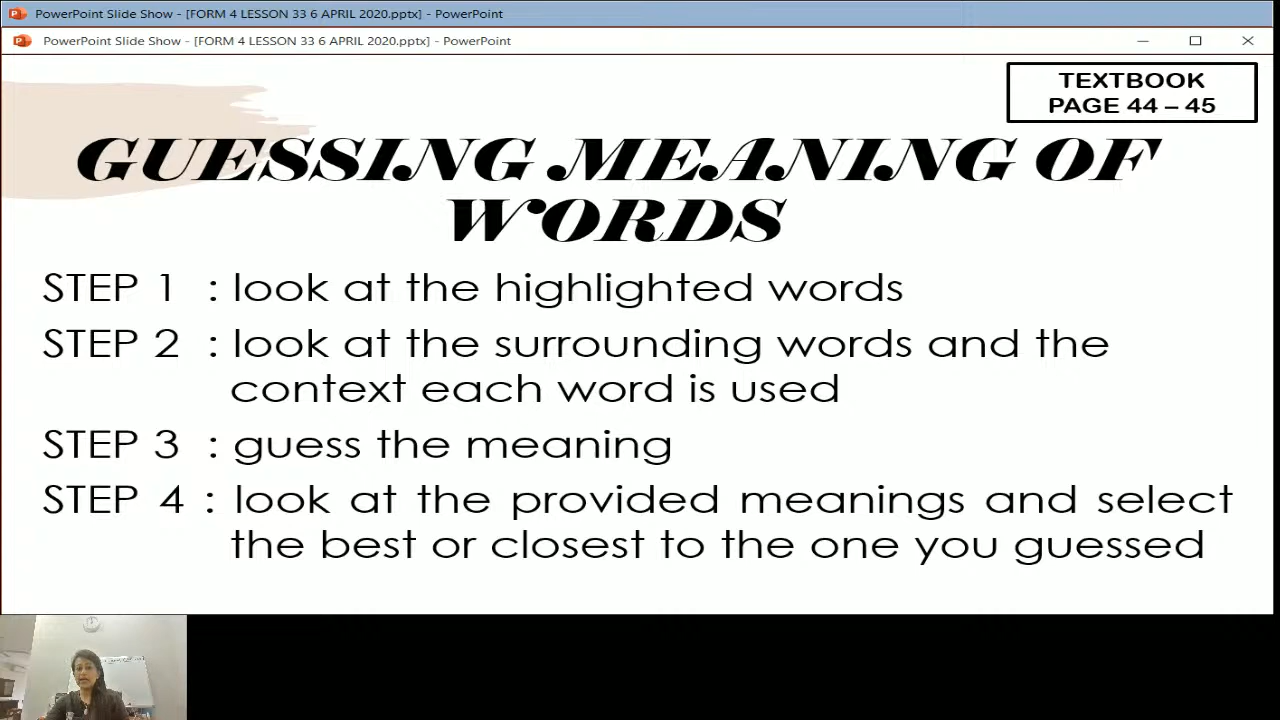 PowerPoint Slide Show - [FORM 4 LESSON 33 6 APRIL 2020.pptx] - PowerPoint
PowerPoint Slide Show - [FORM 4 LESSON 33 6 APRIL 2020.pptx] - PowerPoint
TEXTBOOK
PAGE 44 – 45
GUESSING MEANING OF
WORDS
STEP 1 : look at the highlighted words
STEP 2 : look at the surrounding words and the
context each word is used
STEP 3 : guess the meaning
STEP 4 : look at the provided meanings and select
the best or closest to the one you guessed